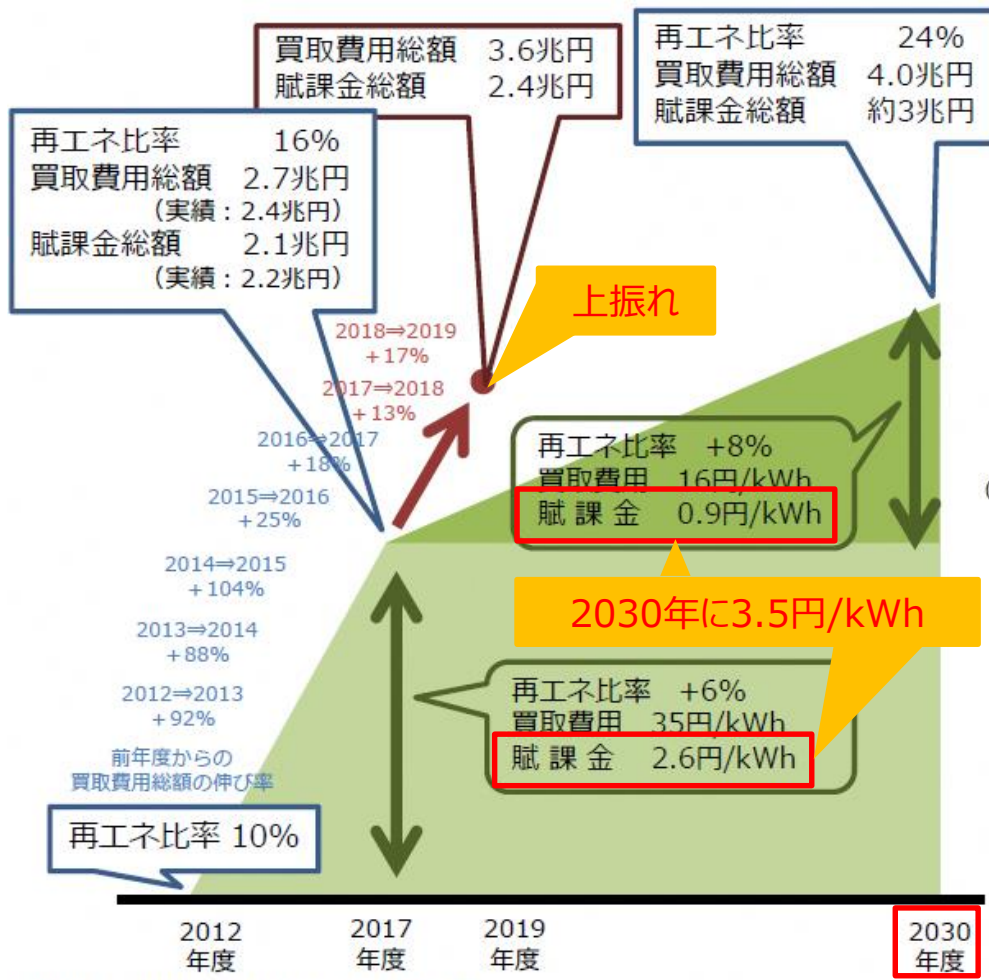 買取費用総額 3.6兆円
賦課金総額 2.4兆円
再エネ比率 24%
買取費用総額 4.0兆円
賦課金総額 約3兆円
再エネ比率 16%
買取費用総額 2.7兆円
（実績：2.4兆円）
賦課金総額 2.1兆円
（実績：2.2兆円）
上振れ
2018⇒2019
+17%
2017⇒2018
+13%
2016⇒2017
+18%
2015⇒2016
+25%
2014⇒2015
+104%
2013⇒2014
+88%
2012⇒2013
+92%
前年度からの
買取費用総額の伸び率
再エネ比率 +8%
買取費用 16円/kWh
賦課金 0.9円/kWh
（
2030年に3.5円/kWh
再エネ比率 +6%
買取費用 35円/kWh
賦課金 2.6円/kWh
再エネ比率 10%
2012
年度
2017
年度
2019
年度
2030
年度